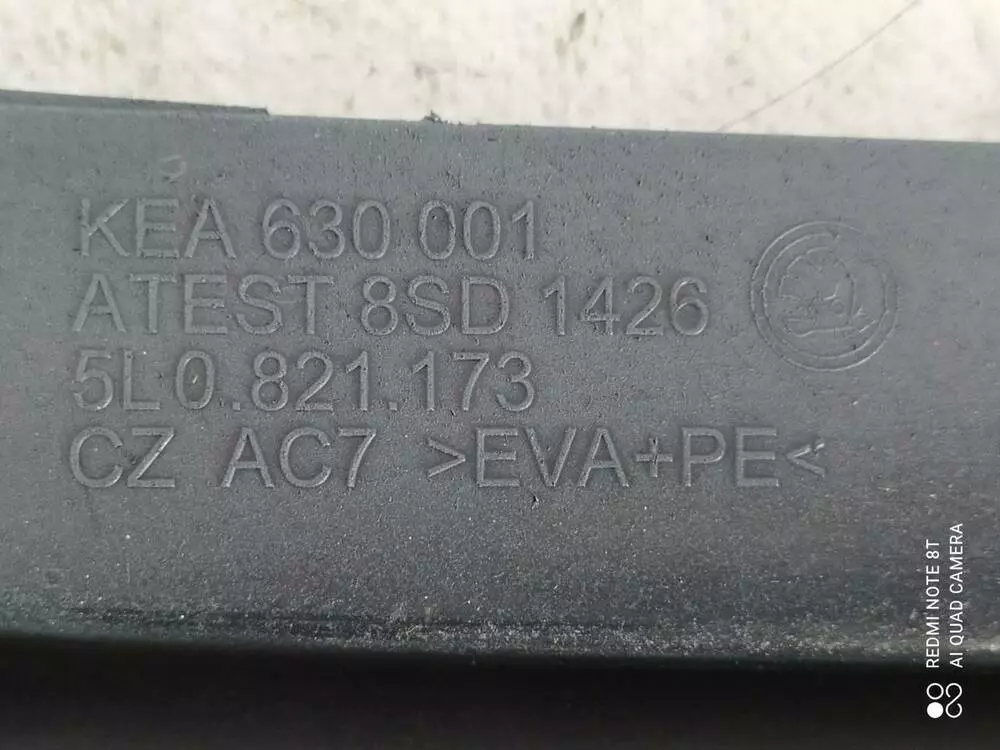 KEA 630 001
ATEST 8SD 1426
5L0.821.173
CZ AC7 >EVA+PE<
REDMI NOTE 8T
AI QUAD CAMERA